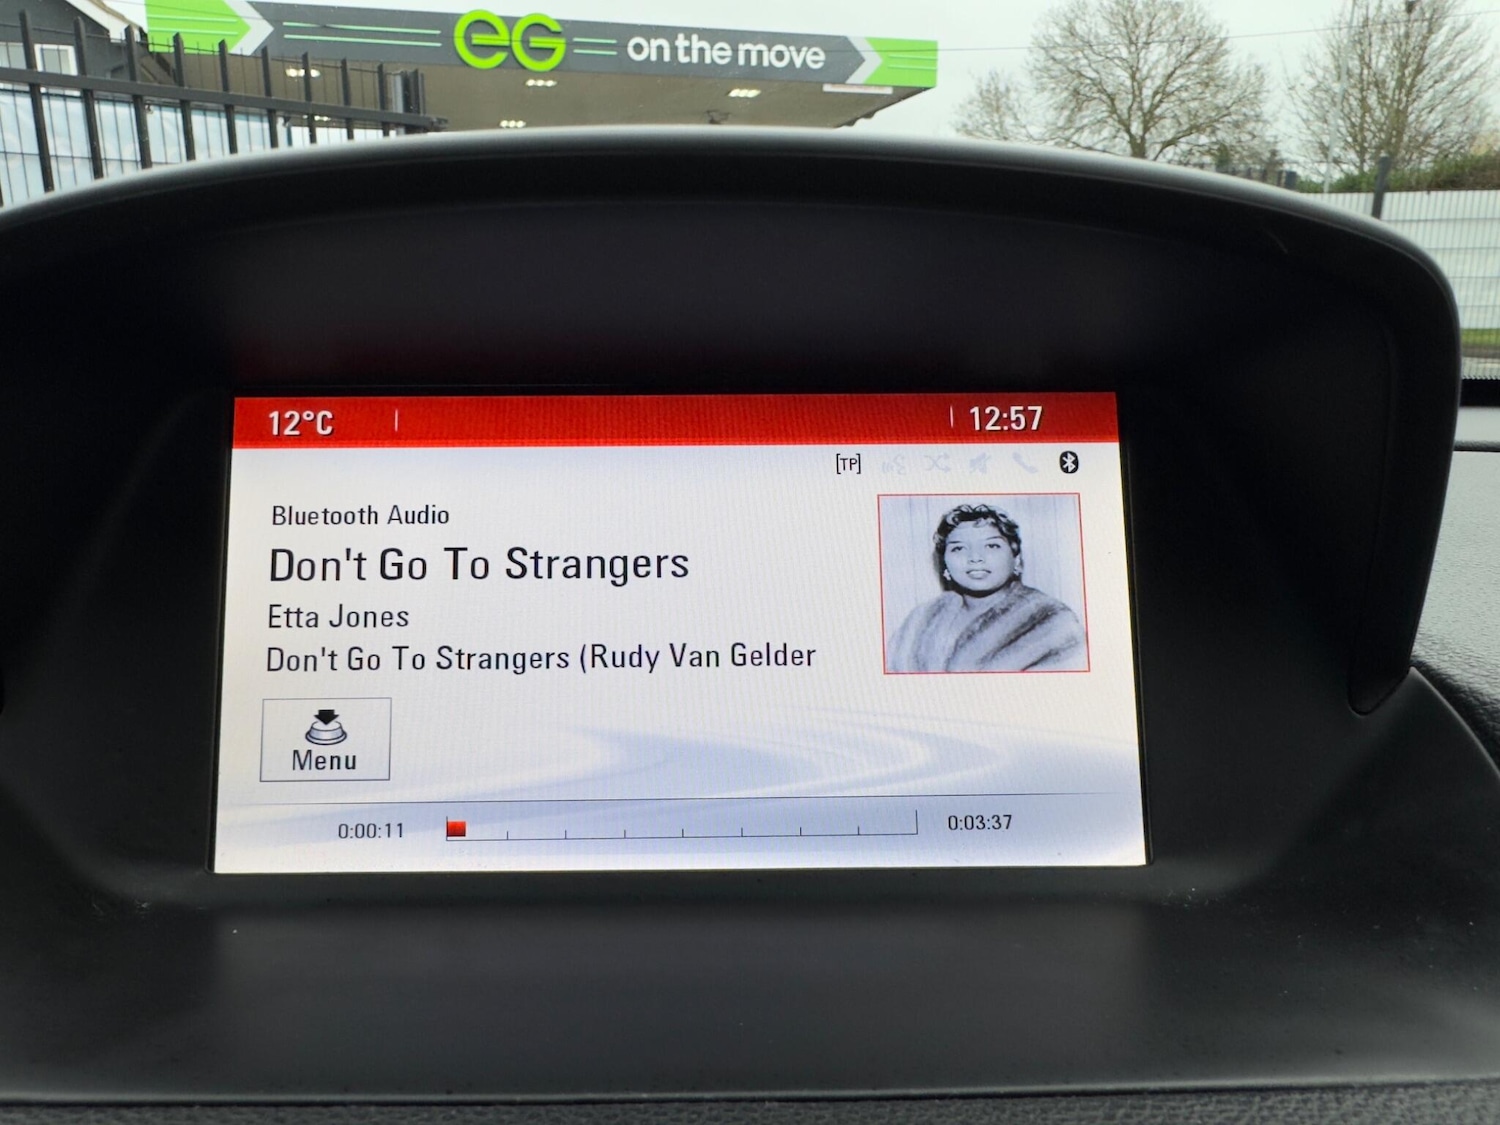 eG on the move
12°C 12:57
[TP]
Bluetooth Audio
Don't Go To Strangers
Etta Jones
Don't Go To Strangers (Rudy Van Gelder
Menu
0:00:11 0:03:37